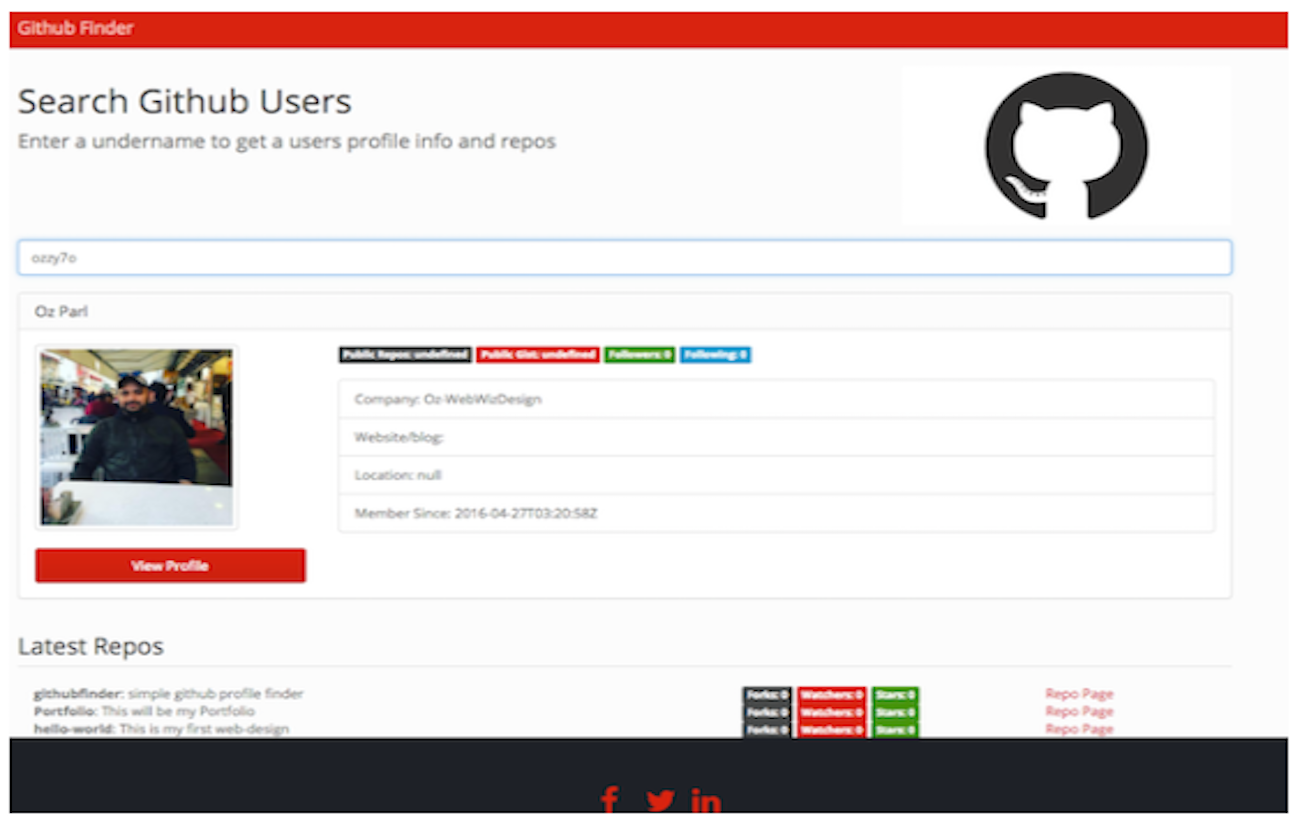 Github Finder
Search Github Users
Enter a undername to get a users profile info and repos
ozzy7o
Oz Parl
Public Repos: undefined Public Gist: undefined Followers: 0 Following: 0
Company: Oz-WebWizDesign
Website/blog:
Location: null
Member Since: 2016-04-27T03:20:58Z
View Profile
Latest Repos
githubfinder: simple github profile finder Forks: 0 Watchers: 0 Stars: 0 Repo Page
Portfolio: This will be my Portfolio Forks: 0 Watchers: 0 Stars: 0 Repo Page
hello-world: This is my first web-design Forks: 0 Watchers: 0 Stars: 0 Repo Page